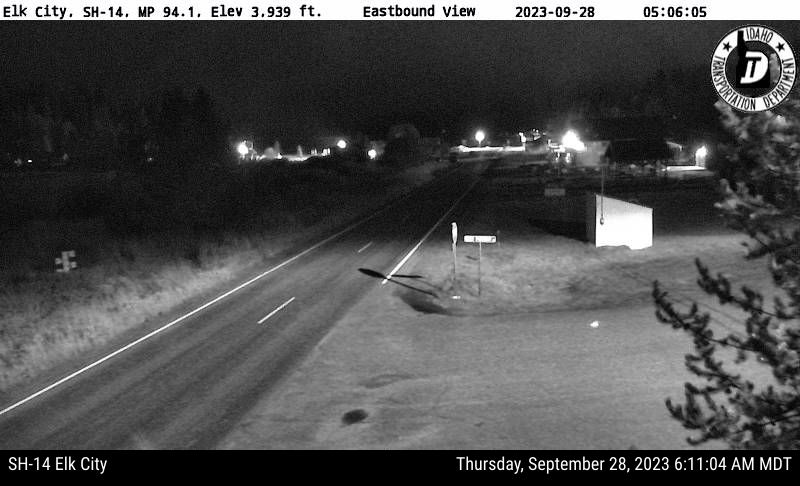 Elk City, SH-14, MP 94.1, Elev 3,939 ft. Eastbound View 2023-09-28 05:06:05
IDAHO
TRANSPORTATION DEPARTMENT
SH-14 Elk City Thursday, September 28, 2023 6:11:04 AM MDT